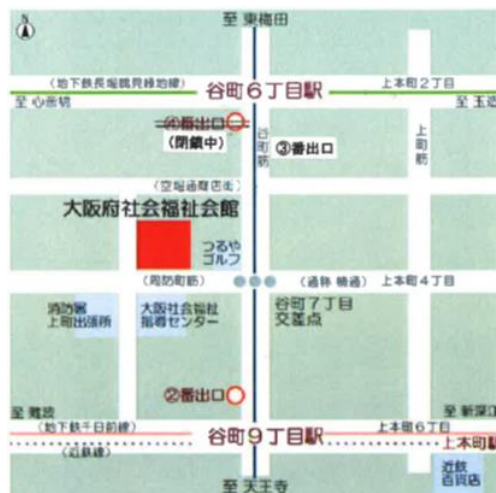 N
至 東梅田
(地下鉄長堀鶴見緑地線)
谷町6丁目駅
上本町2丁目
至 心斎橋
至 玉造
④番出口
(閉鎖中)
谷町筋
③番出口
上町筋
(空堀通商店街)
大阪府社会福祉会館
つるや
ゴルフ
(周防町筋)
(通称 楠通)
上本町4丁目
消防署
上町出張所
大阪社会福祉
指導センター
谷町7丁目
交差点
②番出口
至 難波
至 新深江
(地下鉄千日前線)
谷町9丁目駅
上本町6丁目
(近鉄線)
上本町駅
近鉄
百貨店
至 天王寺